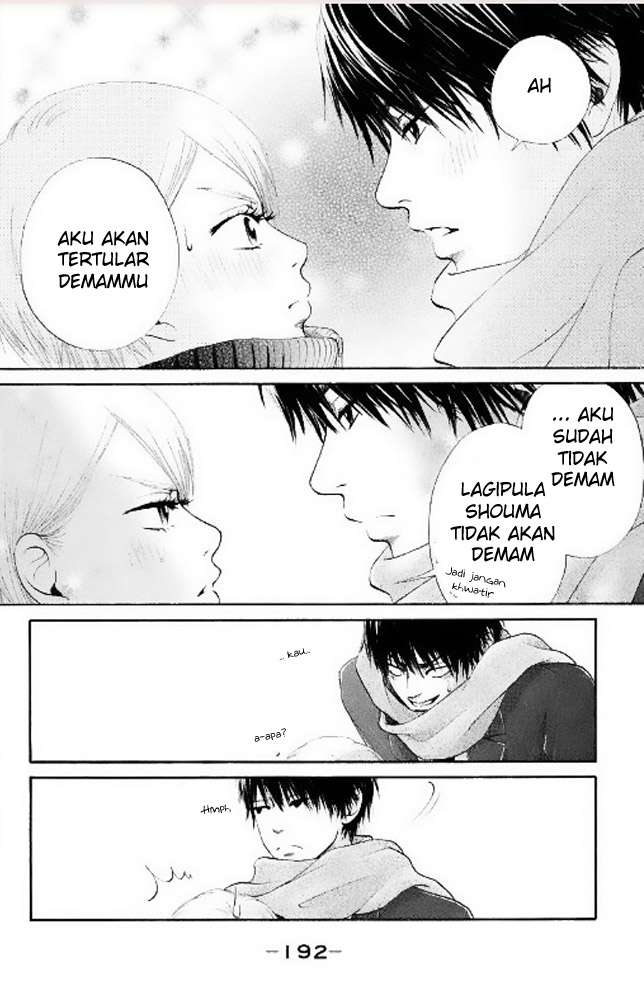 AH
AKU AKAN
TERTULAR
DEMAMMU
... AKU
SUDAH
TIDAK
DEMAM
LAGIPULA
SHOUMA
TIDAK AKAN
DEMAM
Jadi jangan
khwatir
...
.. kau..
a-apa?
Hmph
-192-